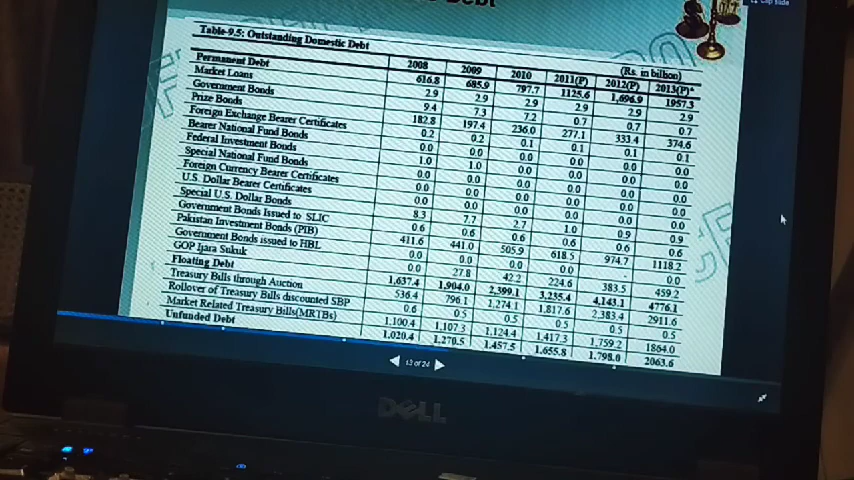 Debt
Table-9.5: Outstanding Domestic Debt
(Rs. in billion)
2008 2009 2010 2011(P) 2012(P) 2013(P)*
Permanent Debt 616.8 685.9 797.7 1125.6 1,696.9 1957.3
Market Loans 2.9 2.9 2.9 2.9 2.9 2.9
Government Bonds 9.4 7.3 7.2 0.7 0.7 0.7
Prize Bonds 182.8 197.4 236.0 277.1 333.4 374.6
Foreign Exchange Bearer Certificates 0.2 0.2 0.1 0.1 0.1 0.1
Bearer National Fund Bonds 0.0 0.0 0.0 0.0 0.0 0.0
Federal Investment Bonds 1.0 1.0 0.0 0.0 0.0 0.0
Special National Fund Bonds 0.0 0.0 0.0 0.0 0.0 0.0
Foreign Currency Bearer Certificates 0.0 0.0 0.0 0.0 0.0 0.0
U.S. Dollar Bearer Certificates 0.0 0.0 0.0 0.0 0.0 0.0
Special U.S. Dollar Bonds 8.3 7.7 2.7 1.0 0.9 0.9
Government Bonds Issued to SLIC 0.6 0.6 0.6 0.6 0.6 0.6
Pakistan Investment Bonds (PIB) 411.6 441.0 505.9 618.5 974.7 1118.2
Government Bonds issued to HBL 0.0 0.0 0.0 0.0 - 0.0
GOP Ijara Sukuk 0.0 27.8 42.2 224.6 383.5 459.2
Floating Debt 1,637.4 1,904.0 2,399.1 3,235.4 4,143.1 4776.1
Treasury Bills through Auction 536.4 796.1 1,274.1 1,817.6 2,383.4 2911.6
Rollover of Treasury Bills discounted SBP 0.6 0.5 0.5 0.5 0.5 0.5
Market Related Treasury Bills(MRTBs) 1,100.4 1,107.3 1,124.4 1,417.3 1,759.2 1864.0
Unfunded Debt 1,020.4 1,270.5 1,457.5 1,655.8 1,798.0 2063.6
13 of 24
DELL